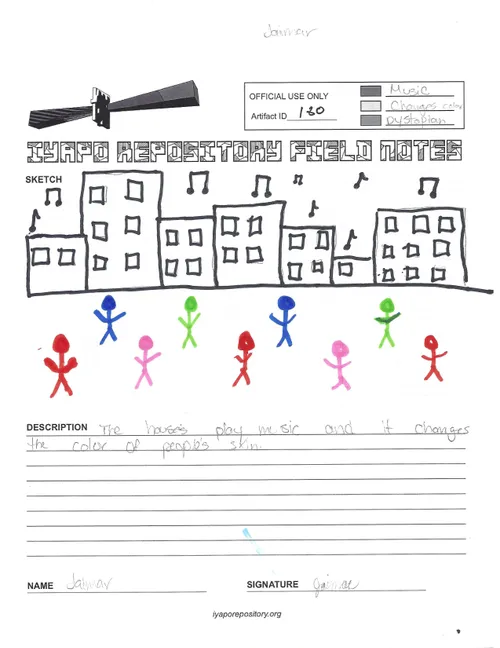 Jaimar
OFFICIAL USE ONLY
Artifact ID 180
Music
Changes color
Dystopian
IYAPO REPOSITORY FIELD NOTES
SKETCH
DESCRIPTION The houses play music and it changes
the color of people's skin.
NAME Jaimar
SIGNATURE Jaimar
iyaporepository.org